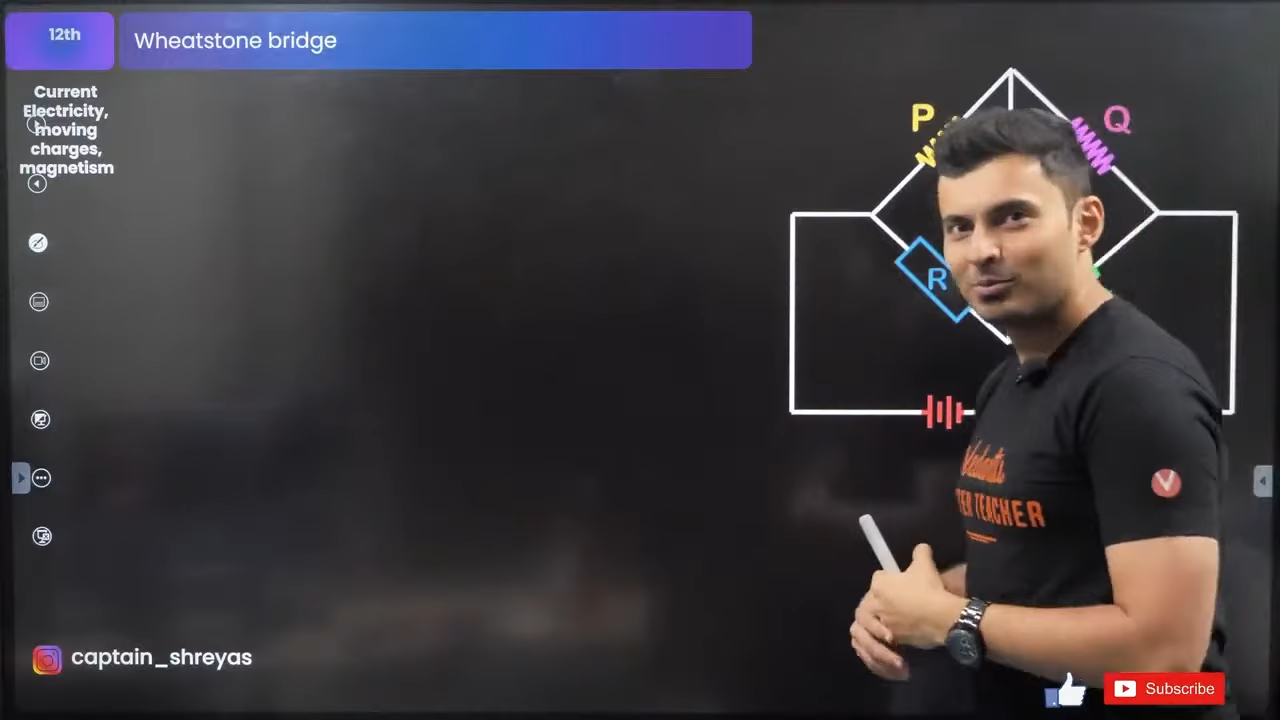 12th
Wheatstone bridge
Current
Electricity,
moving
charges,
magnetism
P
Q
R
TEACHER
V
captain_shreyas
Subscribe